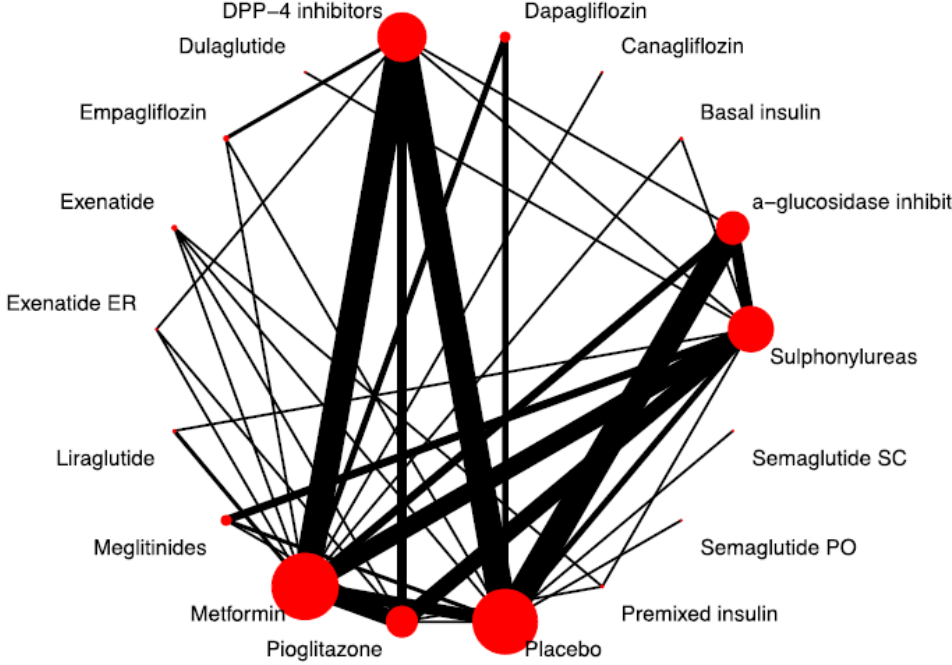 DPP−4 inhibitors
Dapagliflozin
Dulaglutide
Canagliflozin
Empagliflozin
Basal insulin
Exenatide
a−glucosidase inhibit
Exenatide ER
Sulphonylureas
Liraglutide
Semaglutide SC
Meglitinides
Semaglutide PO
Metformin
Premixed insulin
Pioglitazone
Placebo